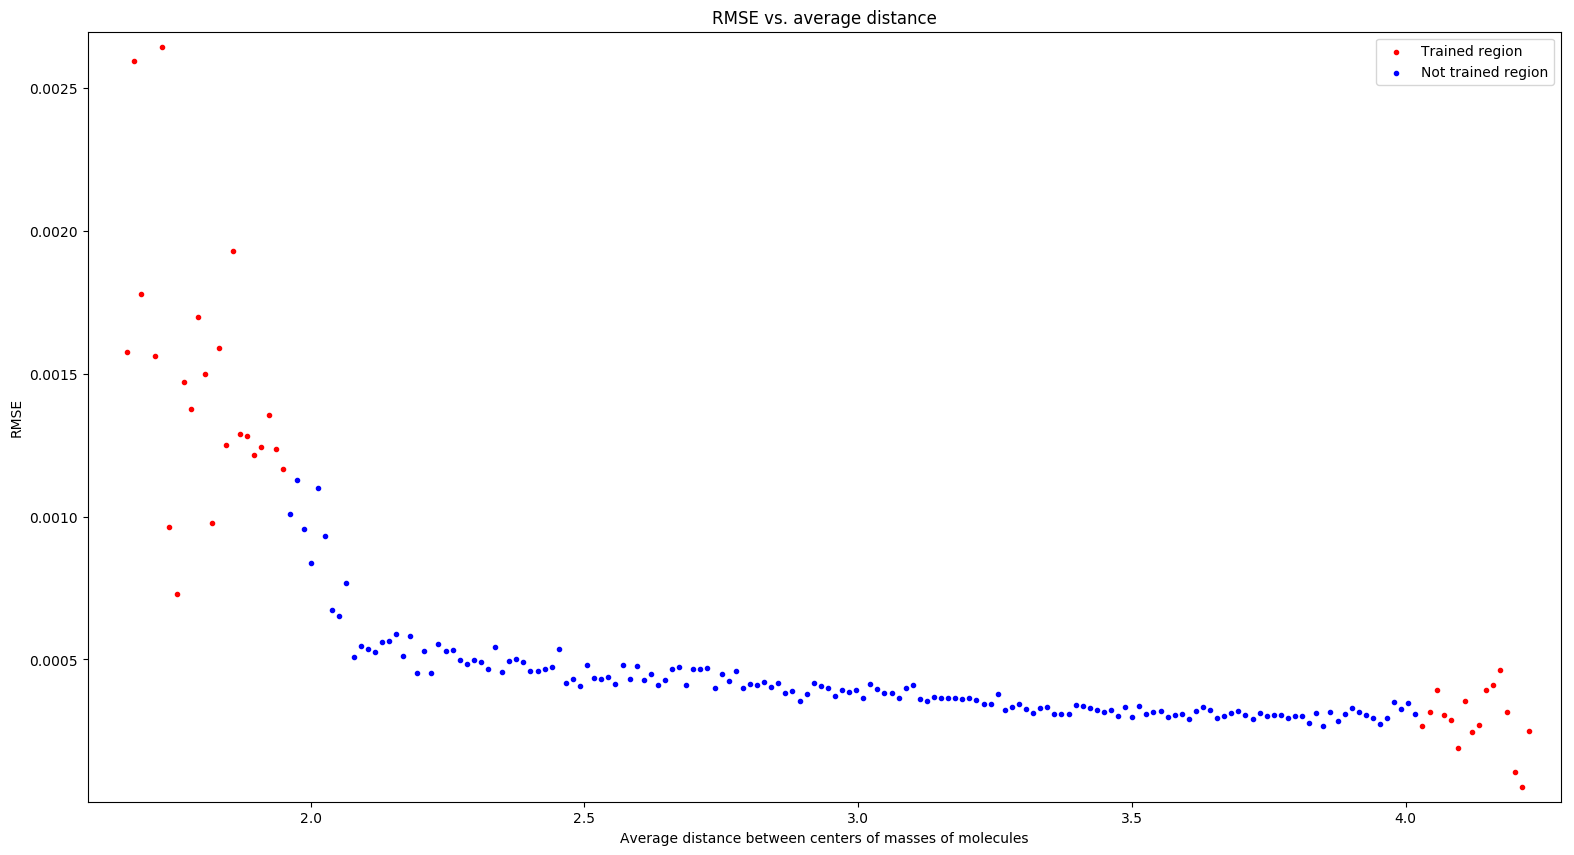 RMSE vs. average distance
Trained region
Not trained region
0.0025
0.0020
0.0015
0.0010
0.0005
RMSE
2.0
2.5
3.0
3.5
4.0
Average distance between centers of masses of molecules